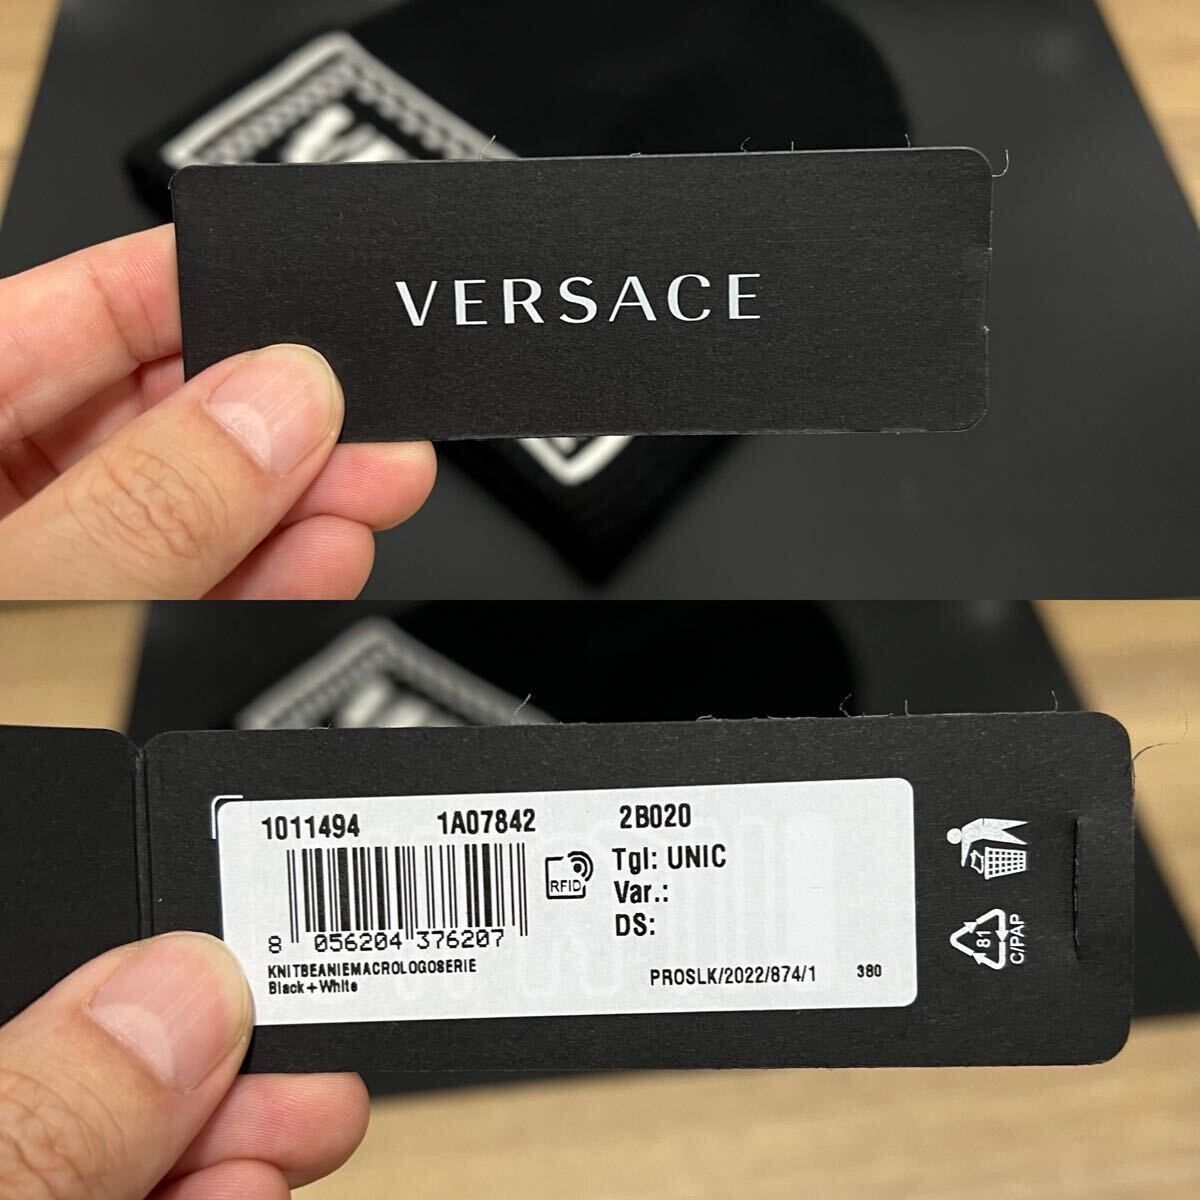 VERSACE
1011494 1A07842 2B020
RFID
Tgl: UNIC
Var.:
DS:
8 056204 376207
KNITBEANIEMACROLOGOSERIE
Black+White
PROSLK/2022/874/1 380
81
C/PAP